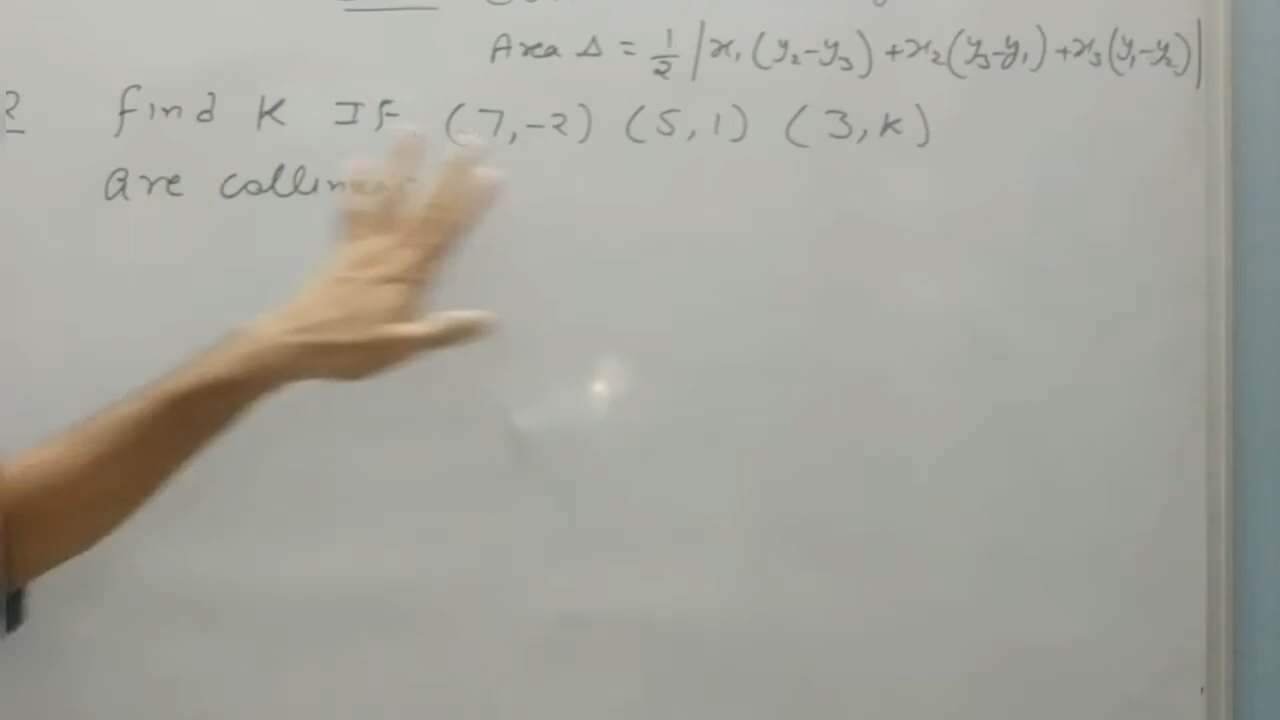 Area Δ = 1/2 |x₁(y₂-y₃)+x₂(y₃-y₁)+x₃(y₁-y₂)|
2 find K IF (7,-2) (5,1) (3,K)
are collinear